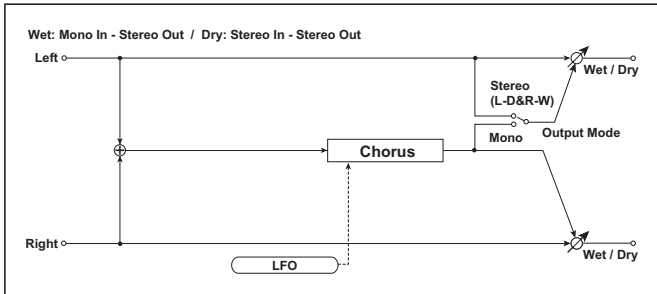 Wet: Mono In - Stereo Out / Dry: Stereo In - Stereo Out
Left
Wet / Dry
Stereo
(L-D&R-W)
Mono
Output Mode
Chorus
Right
Wet / Dry
LFO